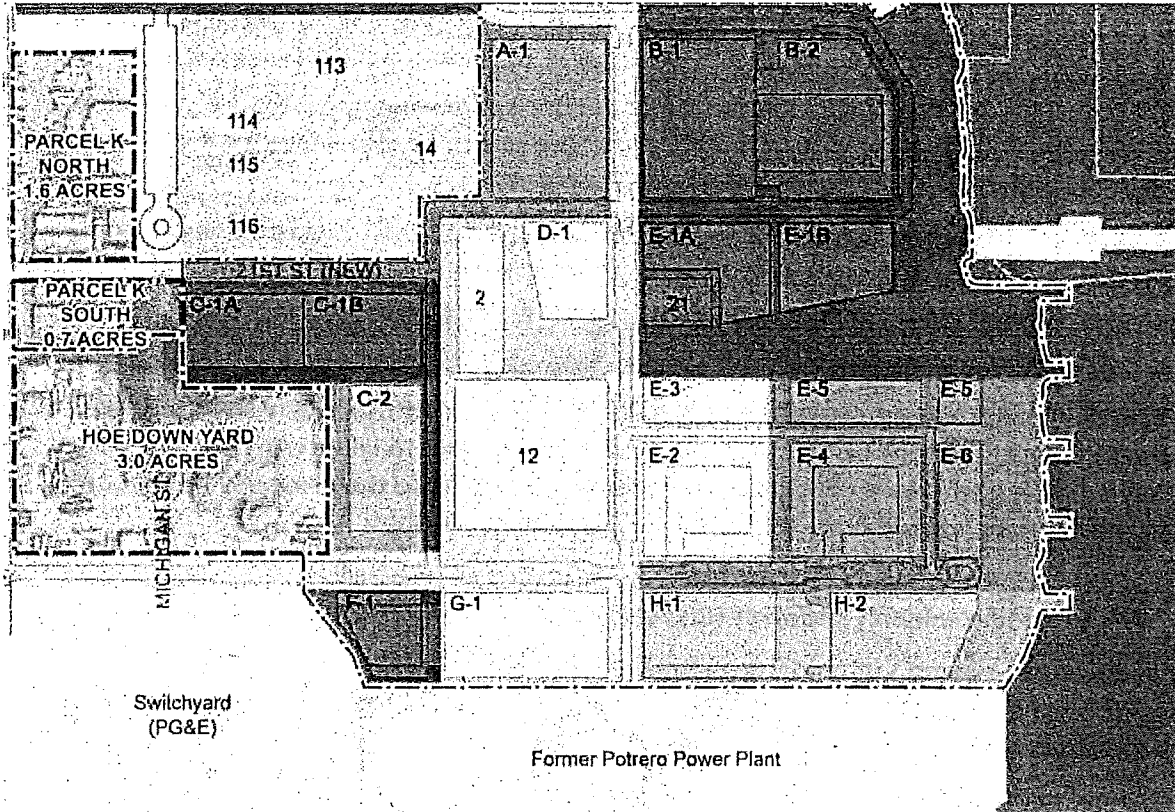 A-1
B-1
B-2
113
114
115
14
116
PARCEL K
NORTH
1.6 ACRES
D-1
E-1A
E-1B
21ST ST (NEW)
PARCEL K
SOUTH
0.7 ACRES
C-1A
C-1B
2
21
C-2
E-3
E-5
E-5
HOE DOWN YARD
3.0 ACRES
MICHIGAN ST
12
E-2
E-4
E-6
F-1
G-1
H-1
H-2
Switchyard
(PG&E)
Former Potrero Power Plant